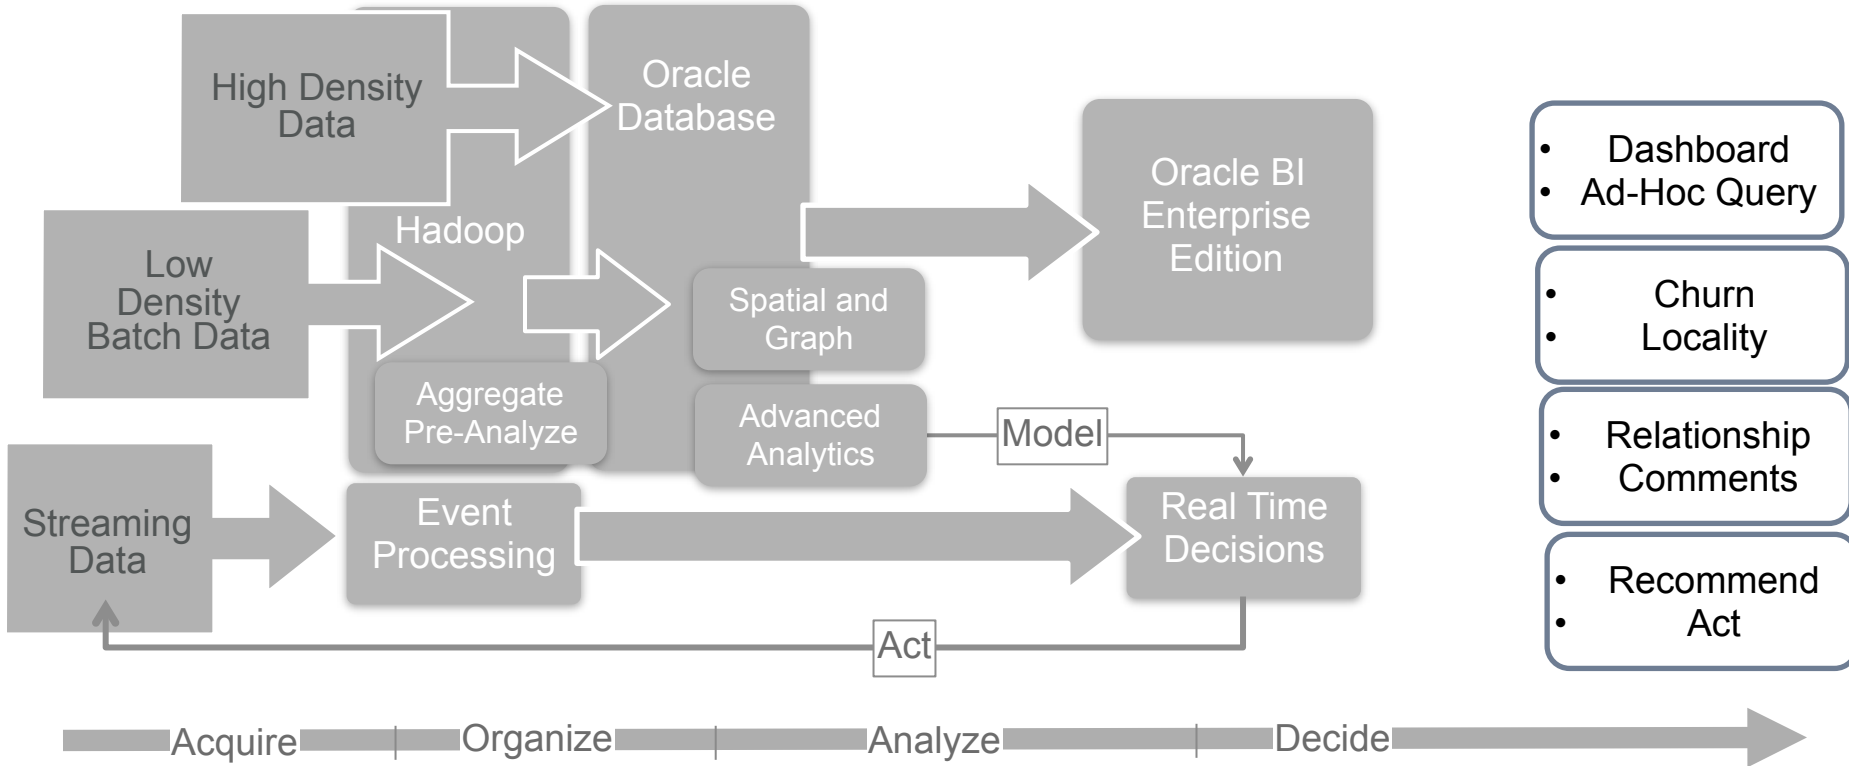 High Density
Data
Oracle
Database
Hadoop
Low
Density
Batch Data
Oracle BI
Enterprise
Edition
Spatial and
Graph
Aggregate
Pre-Analyze
Advanced
Analytics
Model
Streaming
Data
Event
Processing
Real Time
Decisions
Act
• Dashboard
• Ad-Hoc Query
• Churn
• Locality
• Relationship
• Comments
• Recommend
• Act
Acquire
Organize
Analyze
Decide